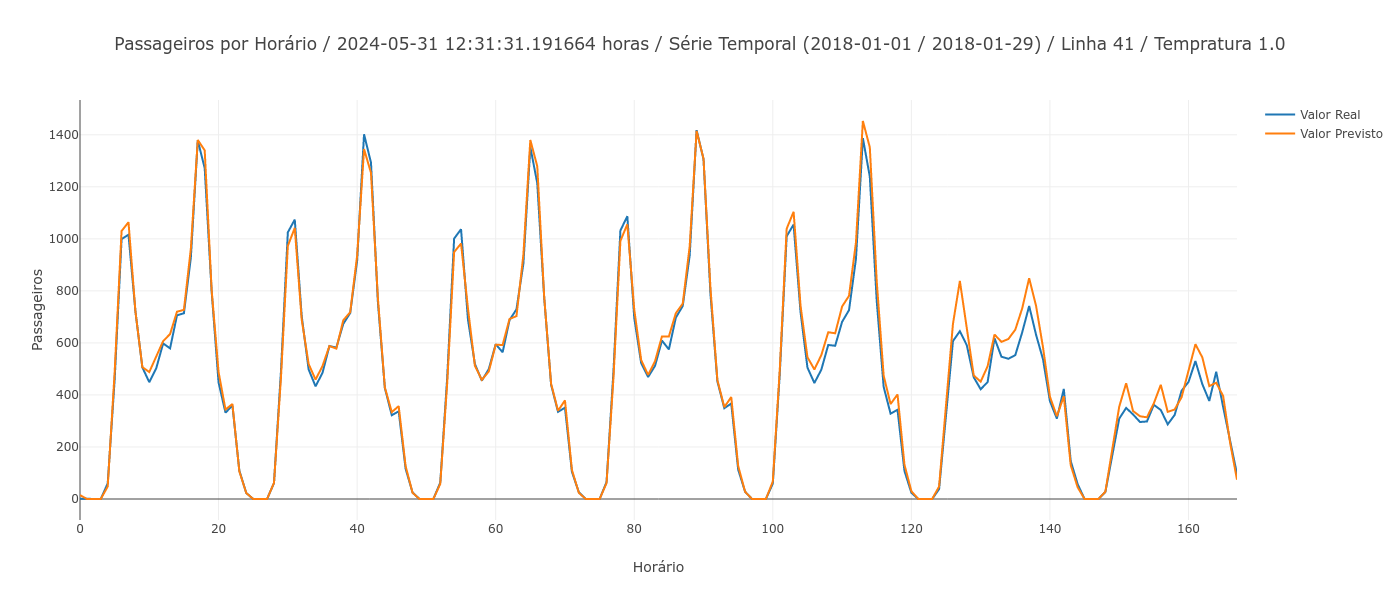 Passageiros por Horário / 2024-05-31 12:31:31.191664 horas / Série Temporal (2018-01-01 / 2018-01-29) / Linha 41 / Tempratura 1.0
Valor Real
Valor Previsto
Passageiros
1400
1200
1000
800
600
400
200
0
0 20 40 60 80 100 120 140 160
Horário